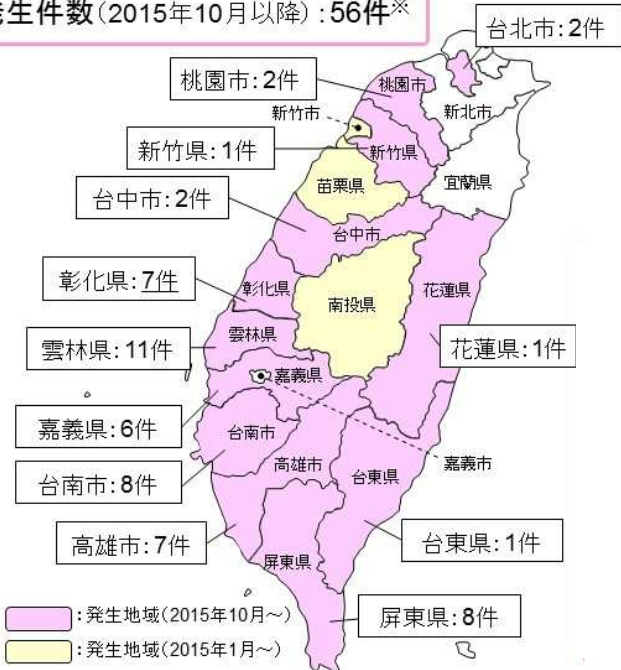 発生件数(2015年10月以降):56件※
台北市:2件
桃園市:2件
桃園市
新竹市
新北市
新竹県:1件
新竹県
宜蘭県
苗栗県
台中市:2件
台中市
彰化県:7件
彰化県
花蓮県
南投県
雲林県:11件
雲林県
花蓮県:1件
嘉義県
嘉義県:6件
台南市
嘉義市
高雄市
台南市:8件
台東県
高雄市:7件
台東県:1件
屏東県
屏東県:8件
:発生地域(2015年10月~)
:発生地域(2015年1月~)